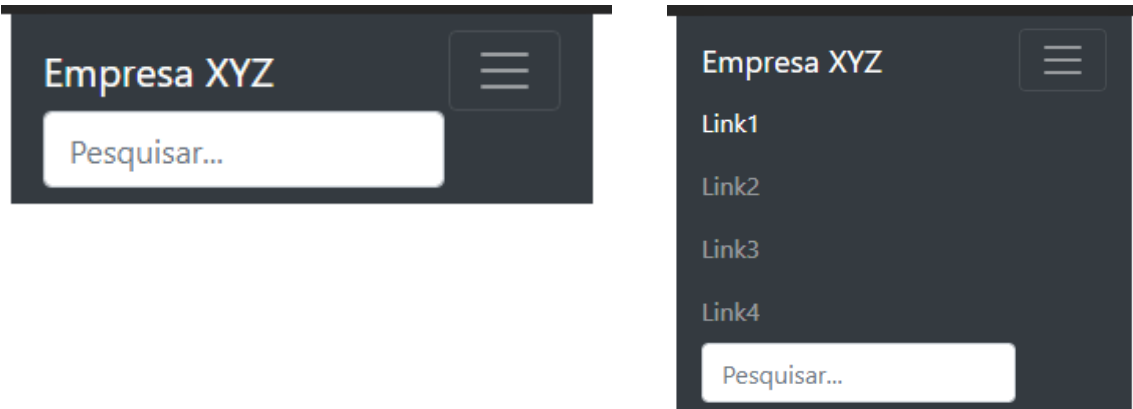 Empresa XYZ
Pesquisar...
Empresa XYZ
Link1
Link2
Link3
Link4
Pesquisar...